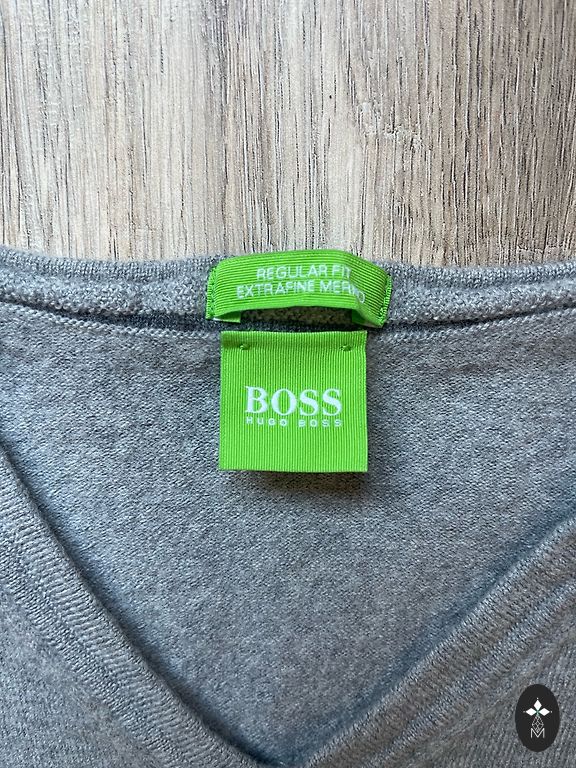 REGULAR FIT
EXTRAFINE MERINO
BOSS
HUGO BOSS
M